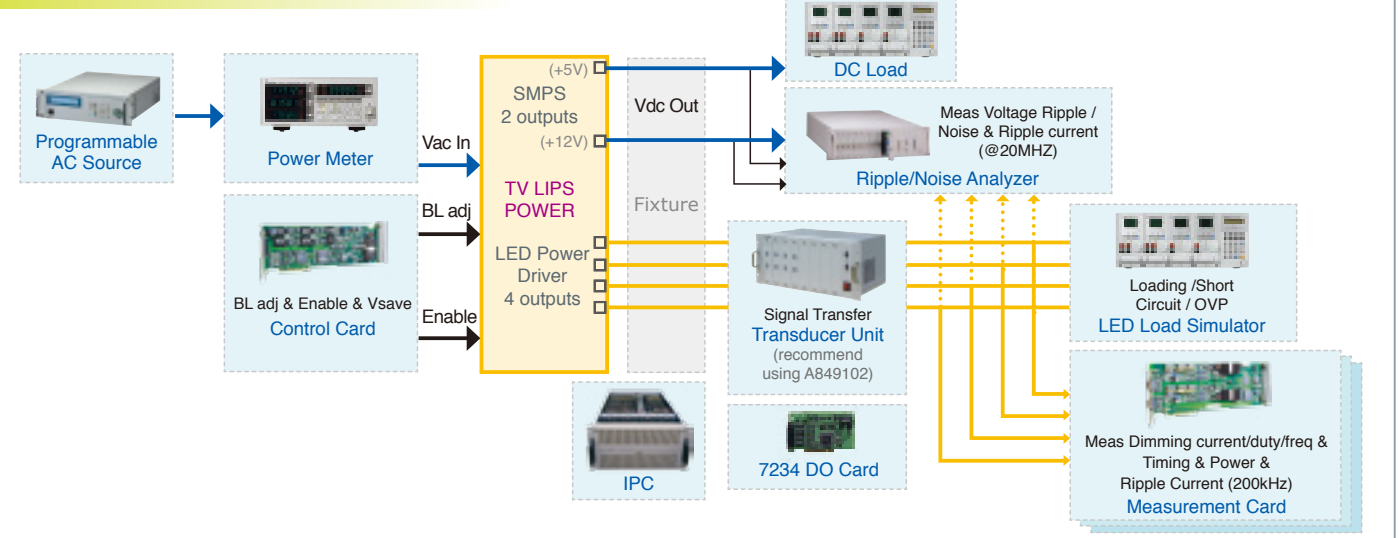 Programmable
AC Source
Power Meter
Vac In
BL adj
Enable
BL adj & Enable & Vsave
Control Card
(+5V)
SMPS
2 outputs
(+12V)
TV LIPS
POWER
LED Power
Driver
4 outputs
Vdc Out
Fixture
DC Load
Meas Voltage Ripple /
Noise & Ripple current
(@20MHZ)
Ripple/Noise Analyzer
Signal Transfer
Transducer Unit
(recommend
using A849102)
Loading /Short
Circuit / OVP
LED Load Simulator
IPC
7234 DO Card
Meas Dimming current/duty/freq &
Timing & Power &
Ripple Current (200kHz)
Measurement Card